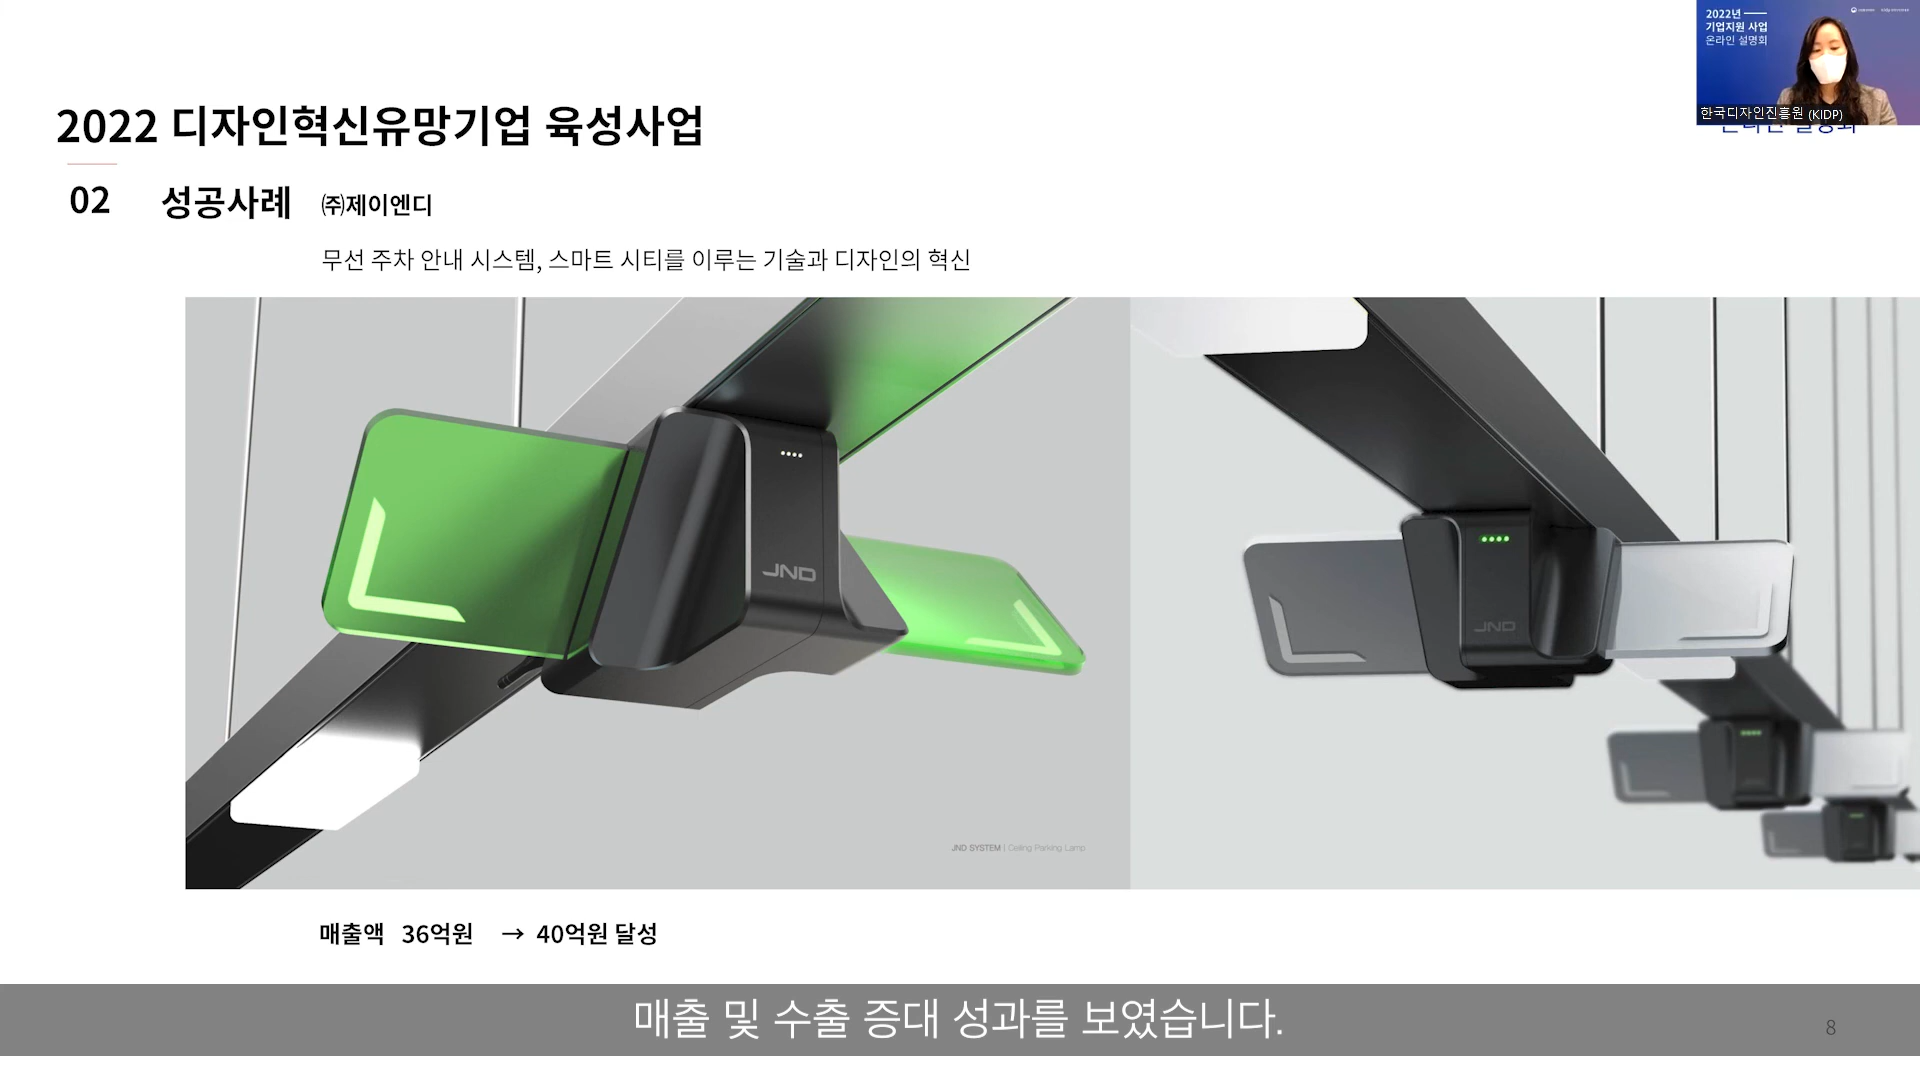 2022년
기업지원 사업
온라인 설명회
한국디자인진흥원 (KIDP)
2022 디자인혁신유망기업 육성사업
02 성공사례 ㈜제이엔디
무선 주차 안내 시스템, 스마트 시티를 이루는 기술과 디자인의 혁신
JND
JND
JND SYSTEM | Ceiling Parking Lamp
매출액 36억원 → 40억원 달성
매출 및 수출 증대 성과를 보였습니다.
8